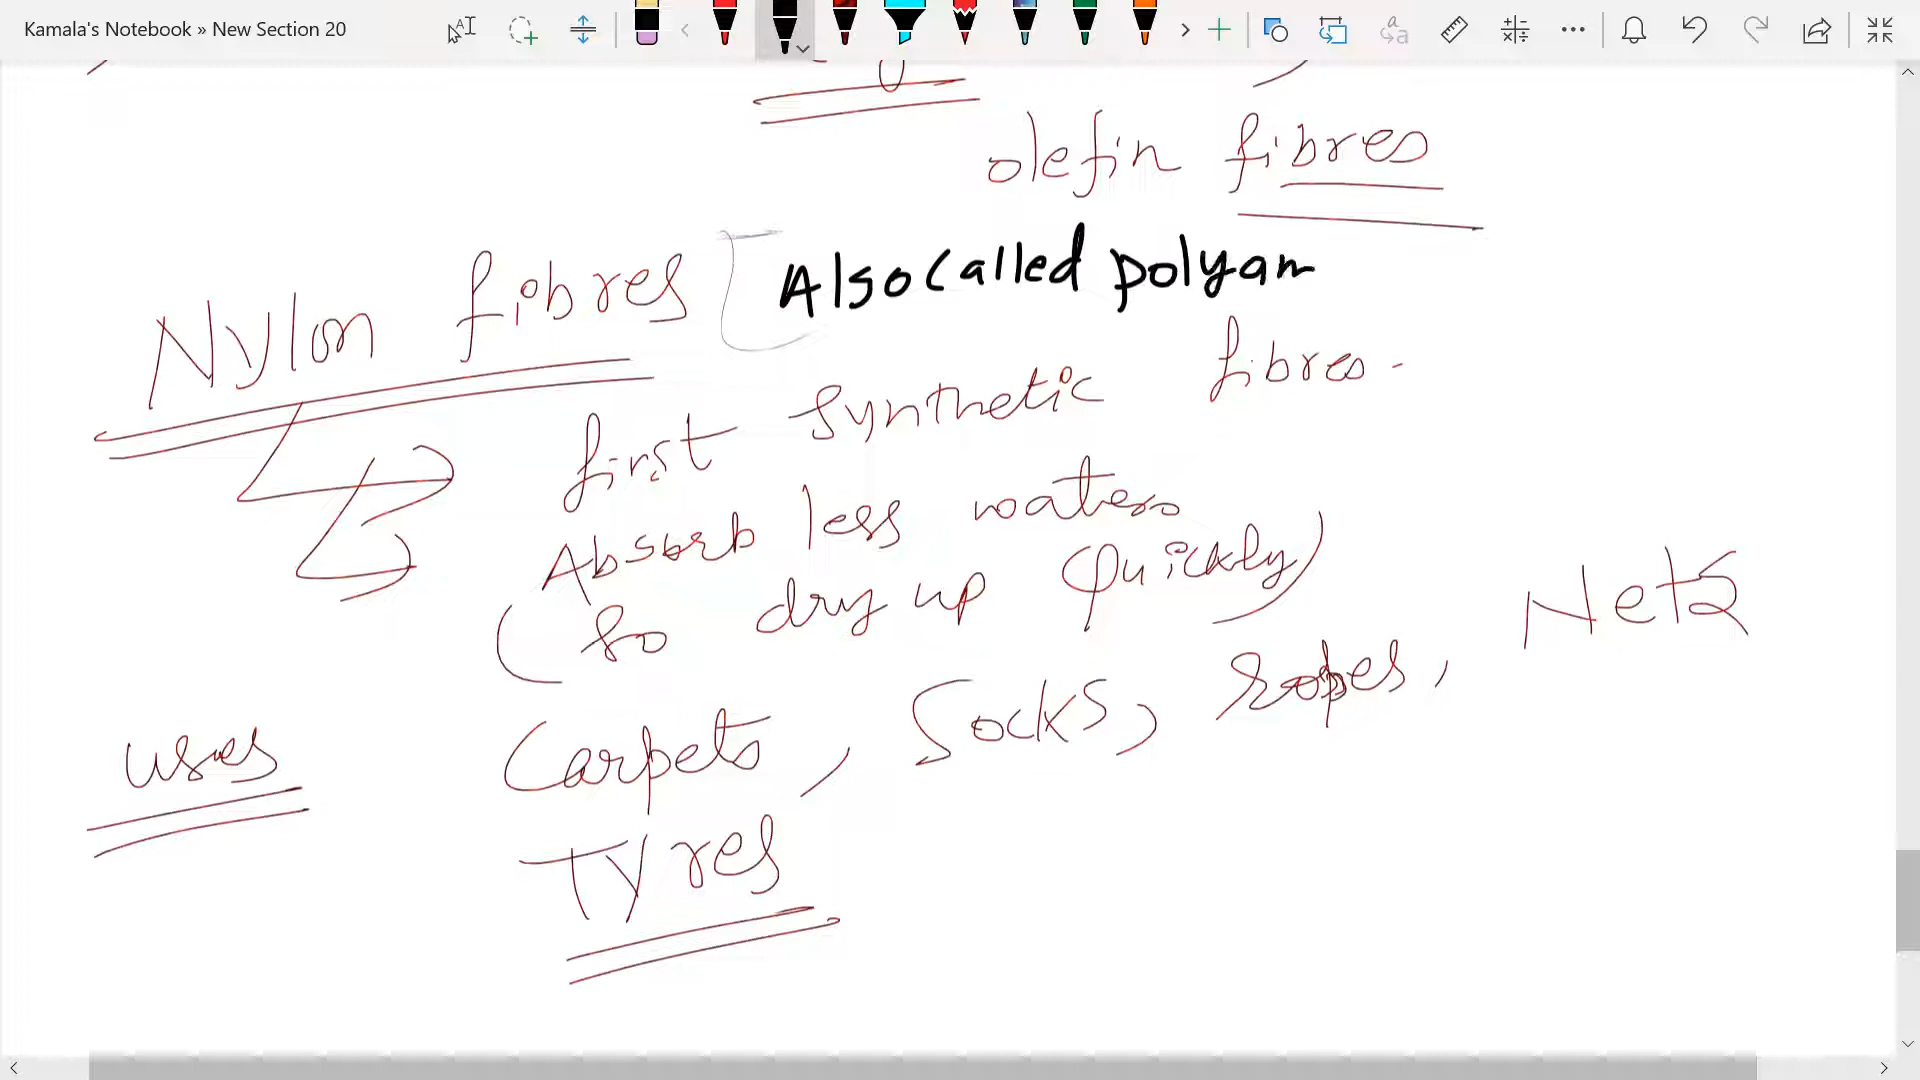 Kamala's Notebook » New Section 20
olefin fibres
Nylon fibres [ Also called polyam
first synthetic fibres.
Absorb less water
(so dry up quickly)
uses Carpets, Socks, ropes, Nets
Tyres